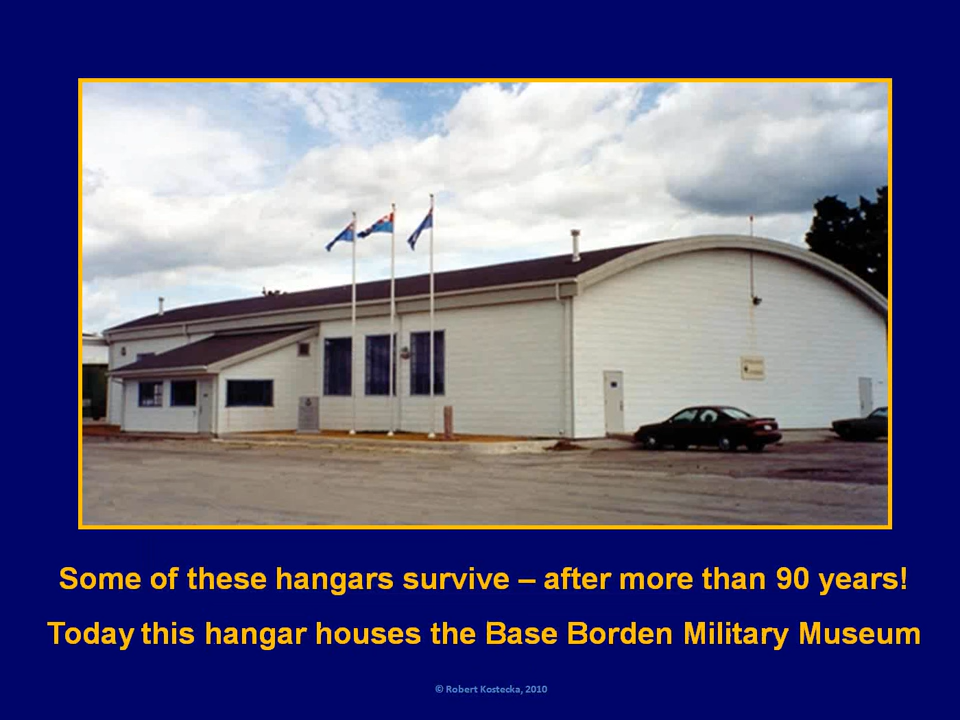 Some of these hangars survive – after more than 90 years!
Today this hangar houses the Base Borden Military Museum
© Robert Kostecka, 2010